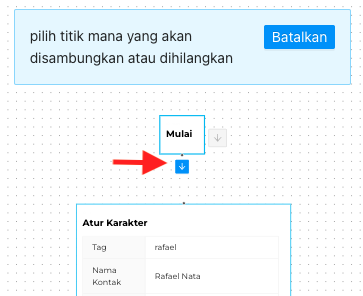 pilih titik mana yang akan
disambungkan atau dihilangkan
Batalkan
Mulai
Atur Karakter
Tag
rafael
Nama
Kontak
Rafael Nata